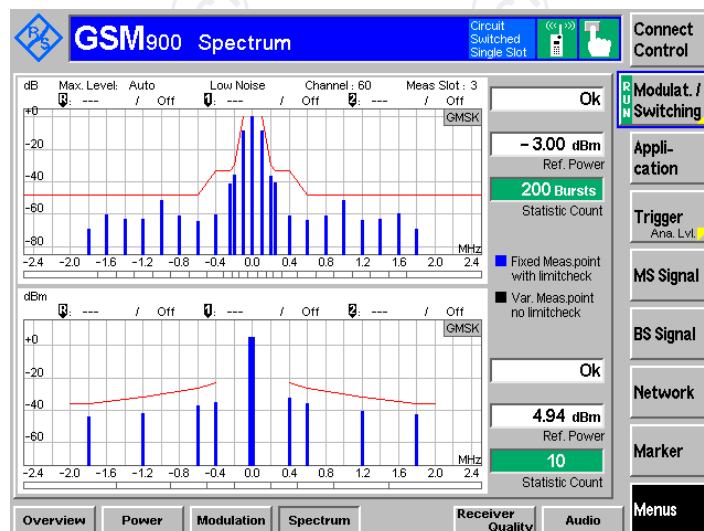 R&S
GSM900 Spectrum
Circuit Switched Single Slot
Connect Control
dB Max. Level: Auto Low Noise Channel : 60 Meas Slot : 3
R: --- / Off 1: --- / Off 2: --- / Off
GMSK
+0
-20
-40
-60
-80
MHz
-2.4 -2.0 -1.6 -1.2 -0.8 -0.4 0.0 0.4 0.8 1.2 1.6 2.0 2.4
Ok
- 3.00 dBm
Ref. Power
200 Bursts
Statistic Count
Fixed Meas.point
with limitcheck
Var. Meas.point
no limitcheck
dBm
R: --- / Off 1: --- / Off 2: --- / Off
GMSK
+0
-20
-40
-60
MHz
-2.4 -2.0 -1.6 -1.2 -0.8 -0.4 0.0 0.4 0.8 1.2 1.6 2.0 2.4
Ok
4.94 dBm
Ref. Power
10
Statistic Count
RUN
Modulat. / Switching
Appli-
cation
Trigger
Ana. Lvl.
MS Signal
BS Signal
Network
Marker
Menus
Overview Power Modulation Spectrum Receiver Quality Audio